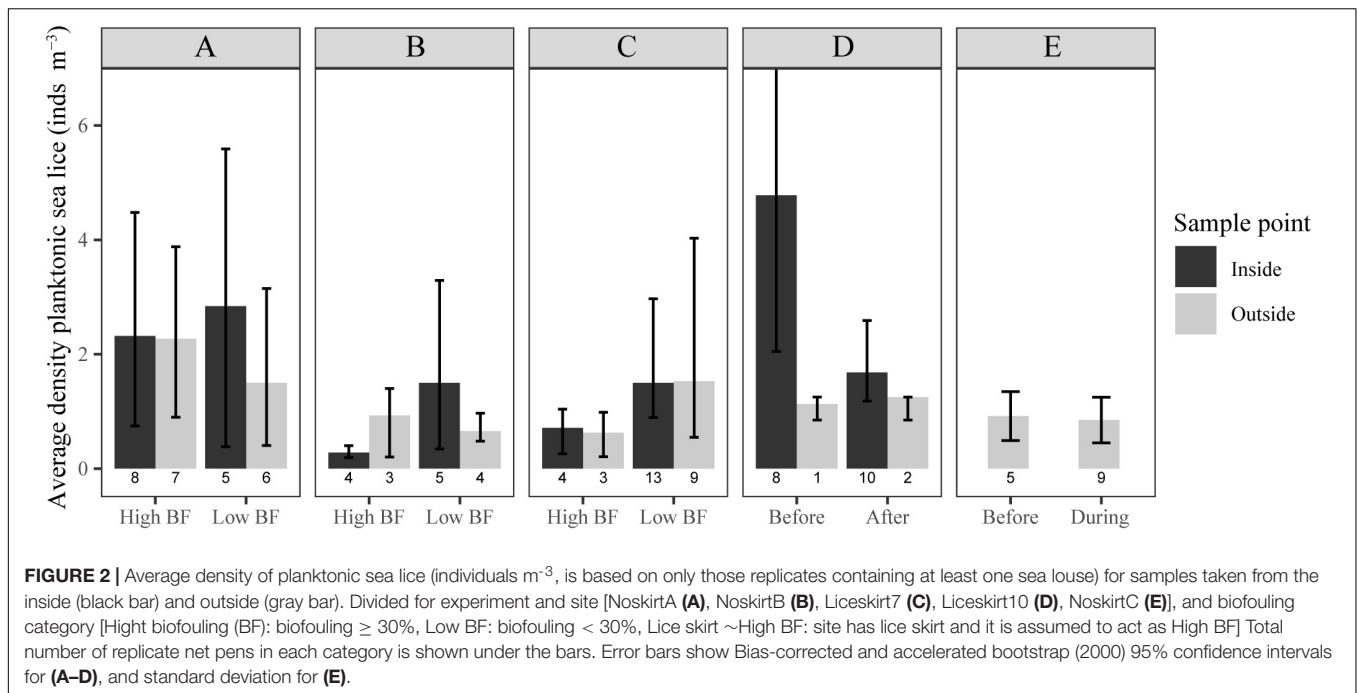 A B C D E
Average density planktonic sea lice (inds m⁻³)
6
4
2
0
8 7 5 6 4 3 5 4 4 3 13 9 8 1 10 2 5 9
High BF Low BF High BF Low BF High BF Low BF Before After Before During
Sample point
Inside
Outside
FIGURE 2 | Average density of planktonic sea lice (individuals m⁻³, is based on only those replicates containing at least one sea louse) for samples taken from the
inside (black bar) and outside (gray bar). Divided for experiment and site [NoskirtA (A), NoskirtB (B), Liceskirt7 (C), Liceskirt10 (D), NoskirtC (E)], and biofouling
category [Hight biofouling (BF): biofouling ≥ 30%, Low BF: biofouling < 30%, Lice skirt ∼High BF: site has lice skirt and it is assumed to act as High BF] Total
number of replicate net pens in each category is shown under the bars. Error bars show Bias-corrected and accelerated bootstrap (2000) 95% confidence intervals
for (A–D), and standard deviation for (E).